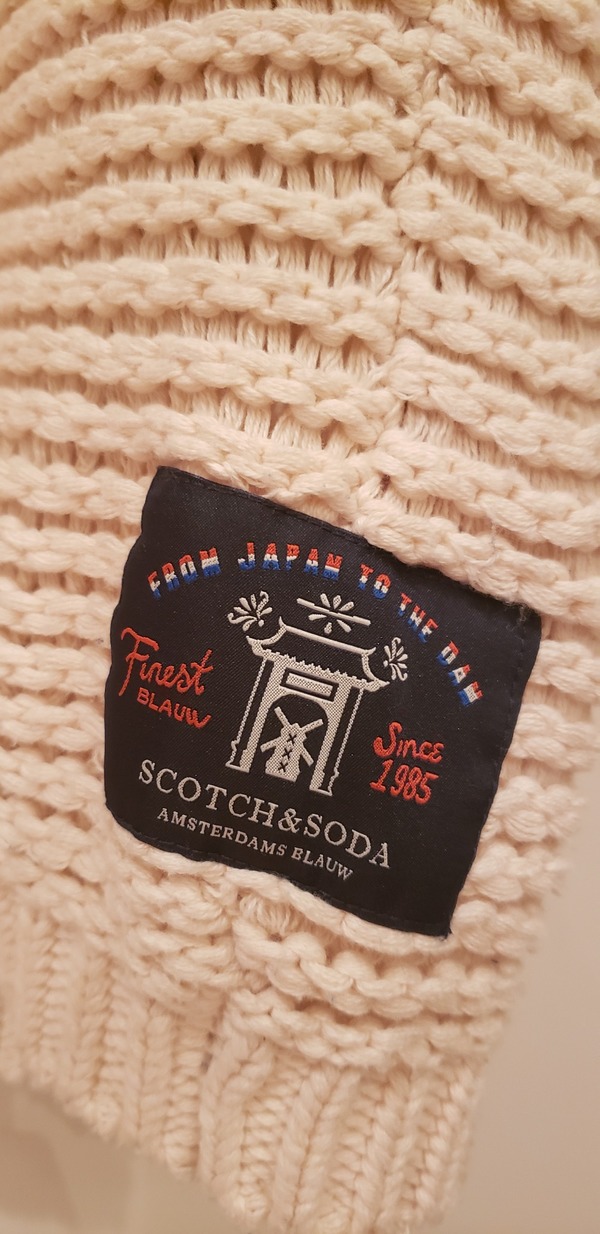 FROM JAPAN TO THE DAM
Finest
BLAUW
Since
1985
SCOTCH&SODA
AMSTERDAMS BLAUW